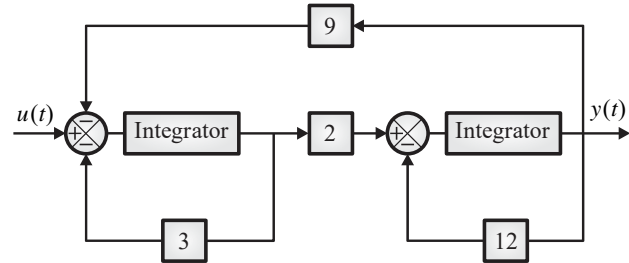 9
u(t)
+
−
−
Integrator
2
+
−
Integrator
y(t)
3
12